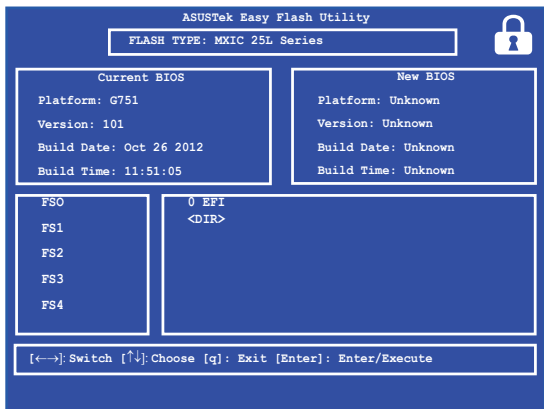 ASUSTek Easy Flash Utility
FLASH TYPE: MXIC 25L Series
Current BIOS
Platform: G751
Version: 101
Build Date: Oct 26 2012
Build Time: 11:51:05
New BIOS
Platform: Unknown
Version: Unknown
Build Date: Unknown
Build Time: Unknown
FSO
FS1
FS2
FS3
FS4
0 EFI
<DIR>
[←→]: Switch [↑↓]: Choose [q]: Exit [Enter]: Enter/Execute